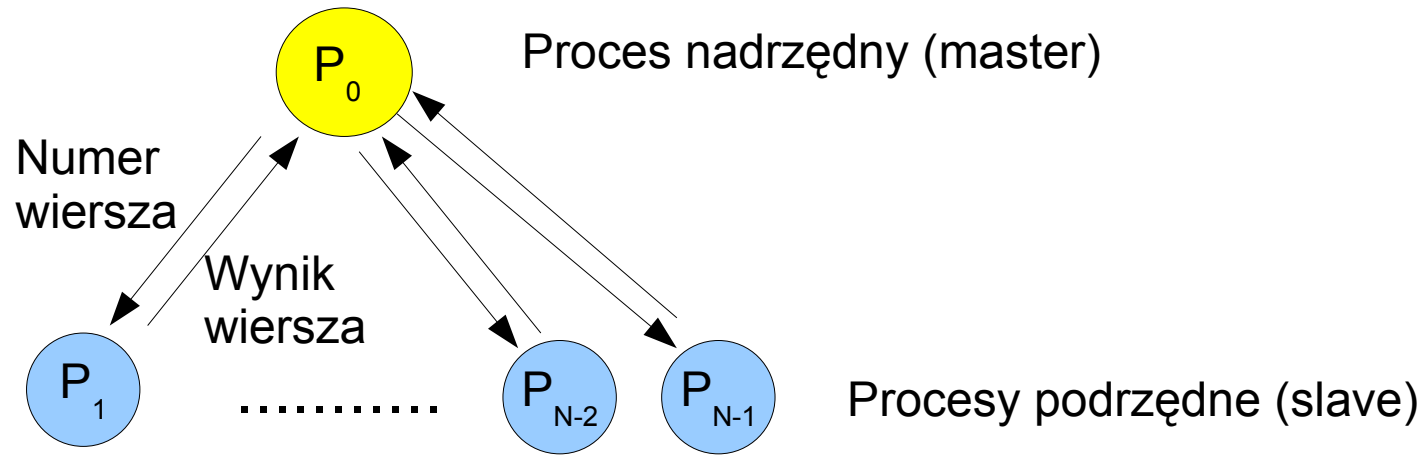 P0
Proces nadrzędny (master)
Numer
wiersza
Wynik
wiersza
P1
PN-2
PN-1
Procesy podrzędne (slave)